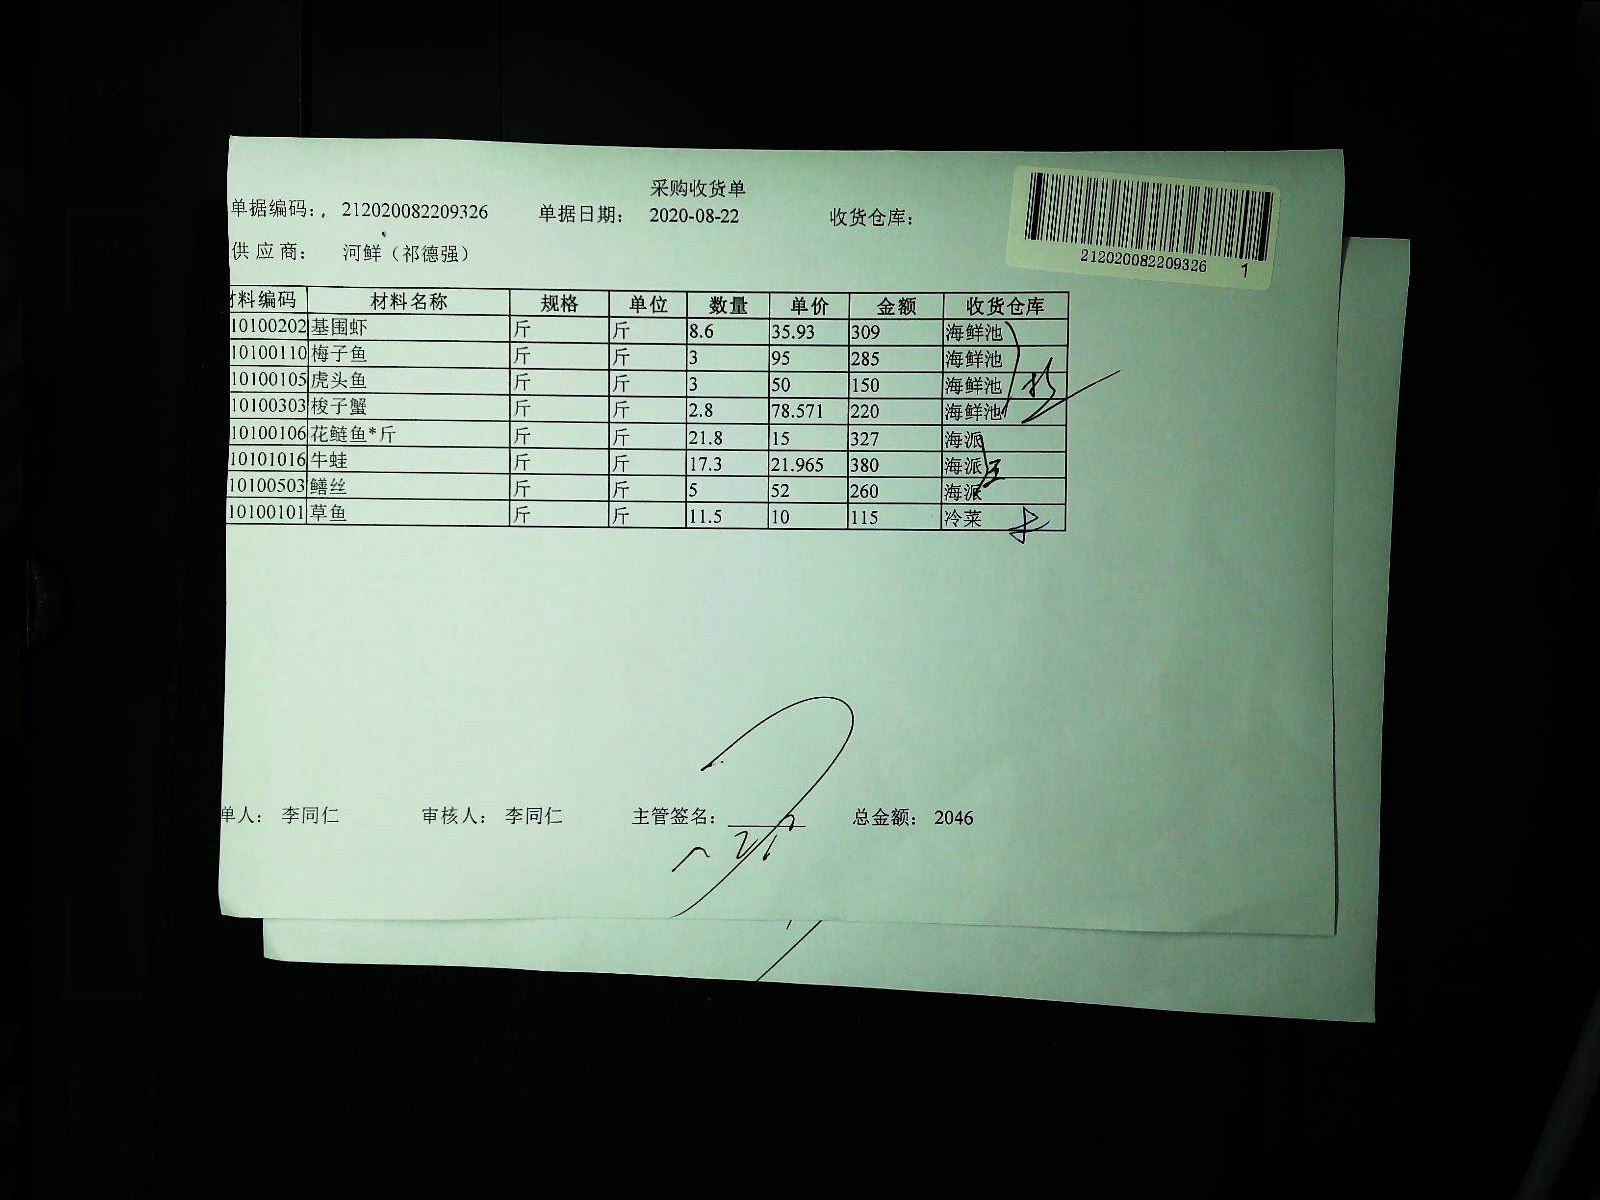 采购收货单
单据编码: 212020082209326 单据日期: 2020-08-22 收货仓库:
212020082209326 1
供应商: 河鲜（祁德强）
材料编码 材料名称 规格 单位 数量 单价 金额 收货仓库
10100202 基围虾 斤 斤 8.6 35.93 309 海鲜池
10100110 梅子鱼 斤 斤 3 95 285 海鲜池
10100105 虎头鱼 斤 斤 3 50 150 海鲜池
10100303 梭子蟹 斤 斤 2.8 78.571 220 海鲜池
10100106 花鲢鱼*斤 斤 斤 21.8 15 327 海派
10101016 牛蛙 斤 斤 17.3 21.965 380 海派
10100503 鳝丝 斤 斤 5 52 260 海派
10100101 草鱼 斤 斤 11.5 10 115 冷菜
单人: 李同仁 审核人: 李同仁 主管签名: 总金额: 2046